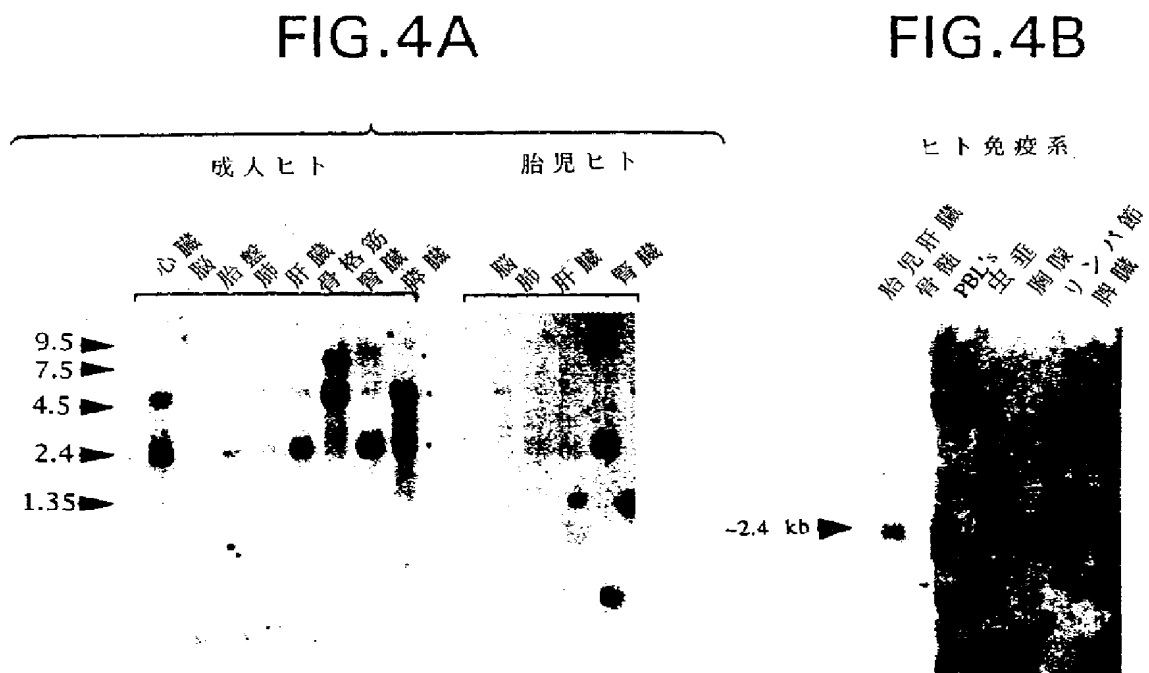 FIG.4A
FIG.4B
成人ヒト
胎児ヒト
ヒト免疫系
心臓
脳
胎盤
肺
肝臓
骨格筋
腎臓
膵臓
脳
肺
肝臓
腎臓
胎児肝臓
骨髄
PBL's
虫垂
胸腺
リンパ節
脾臓
9.5
7.5
4.5
2.4
1.35
~2.4 kb